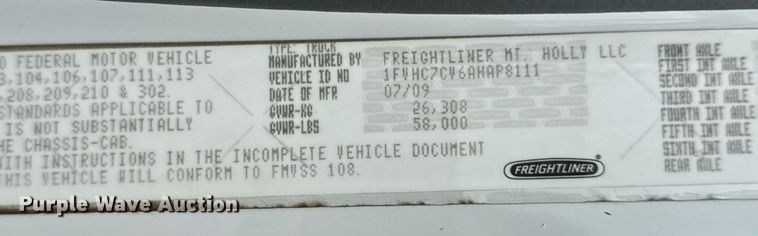 TYPE: TRUCK
O FEDERAL MOTOR VEHICLE MANUFACTURED BY FREIGHTLINER MT. HOLLY LLC FRONT AXLE
3,104,106,107,111,113 VEHICLE ID NO 1FVHC7CV6AHAP8111 FIRST INT AXLE
,208,209,210 & 302. DATE OF MFR 07/09 SECOND INT AXLE
STANDARDS APPLICABLE TO GVWR-KG 26,308 THIRD INT AXLE
IS NOT SUBSTANTIALLY GVWR-LBS 58,000 FOURTH INT AXLE
HE CHASSIS-CAB. FIFTH INT AXLE
WITH INSTRUCTIONS IN THE INCOMPLETE VEHICLE DOCUMENT SIXTH INT AXLE
THIS VEHICLE WILL CONFORM TO FMVSS 108. REAR AXLE
FREIGHTLINER
Purple Wave Auction